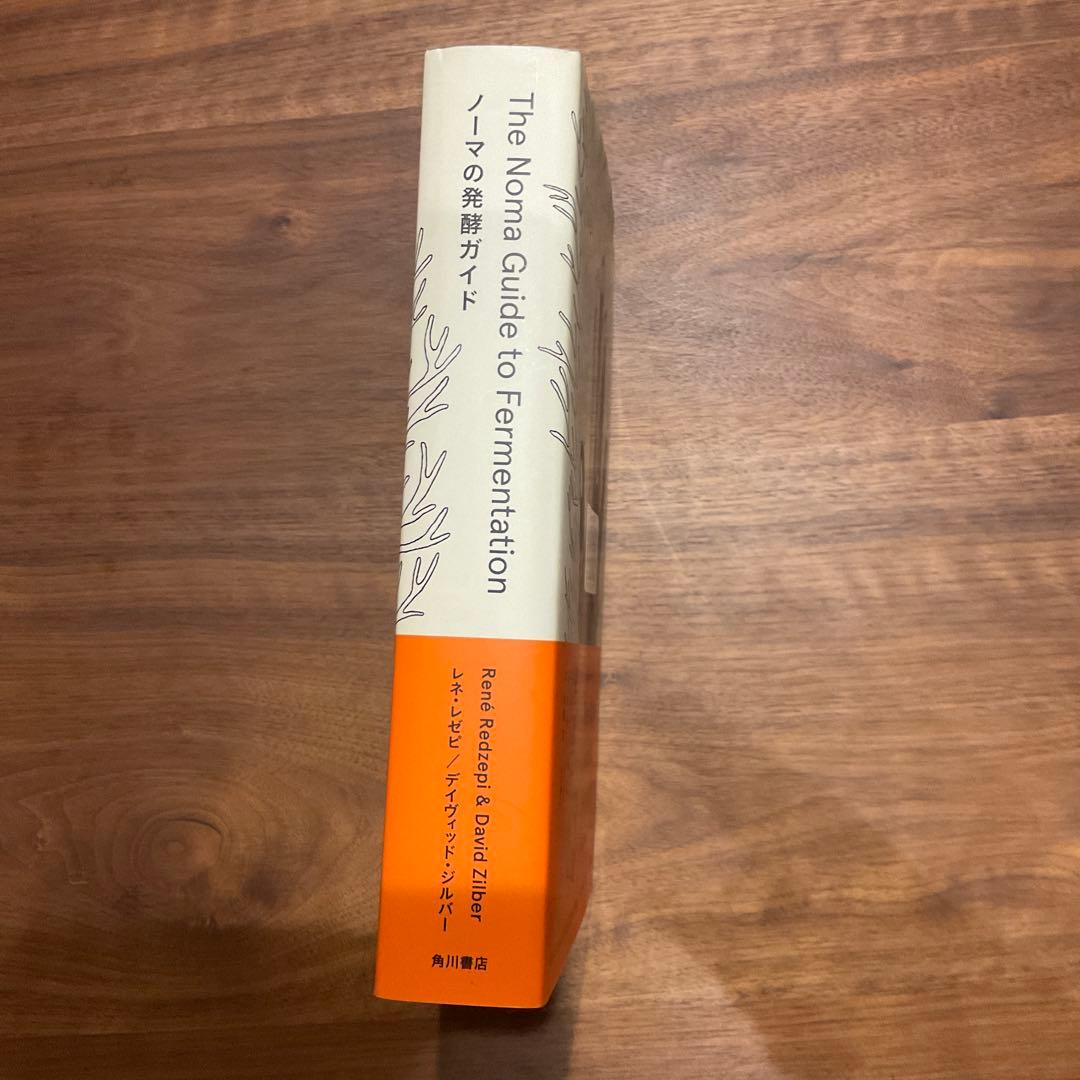 The Noma Guide to Fermentation
ノーマの発酵ガイド
René Redzepi & David Zilber
レネ・レゼピ／デイヴィッド・ジルバー
角川書店